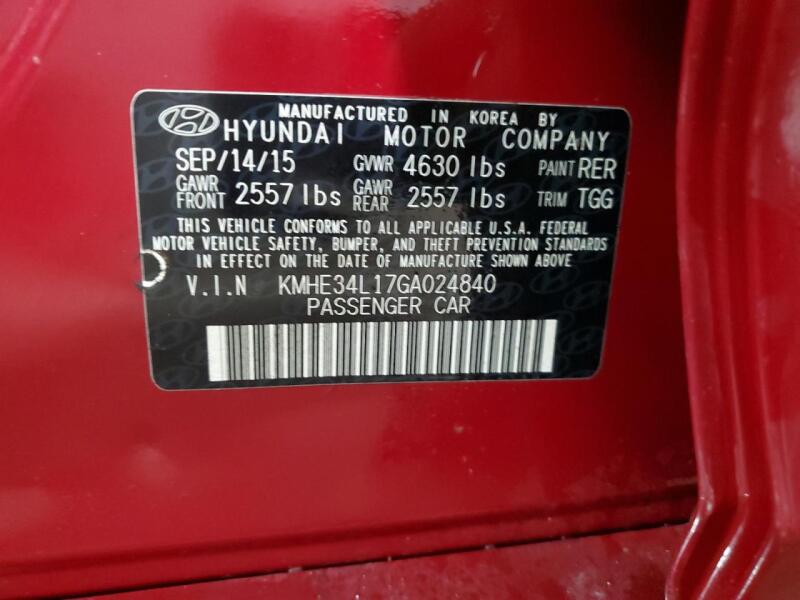 MANUFACTURED IN KOREA BY
HYUNDAI MOTOR COMPANY
SEP/14/15 GVWR 4630 lbs PAINT RER
GAWR FRONT 2557 lbs GAWR REAR 2557 lbs TRIM TGG
THIS VEHICLE CONFORMS TO ALL APPLICABLE U.S.A. FEDERAL
MOTOR VEHICLE SAFETY, BUMPER, AND THEFT PREVENTION STANDARDS
IN EFFECT ON THE DATE OF MANUFACTURE SHOWN ABOVE
V.I.N KMHE34L17GA024840
PASSENGER CAR